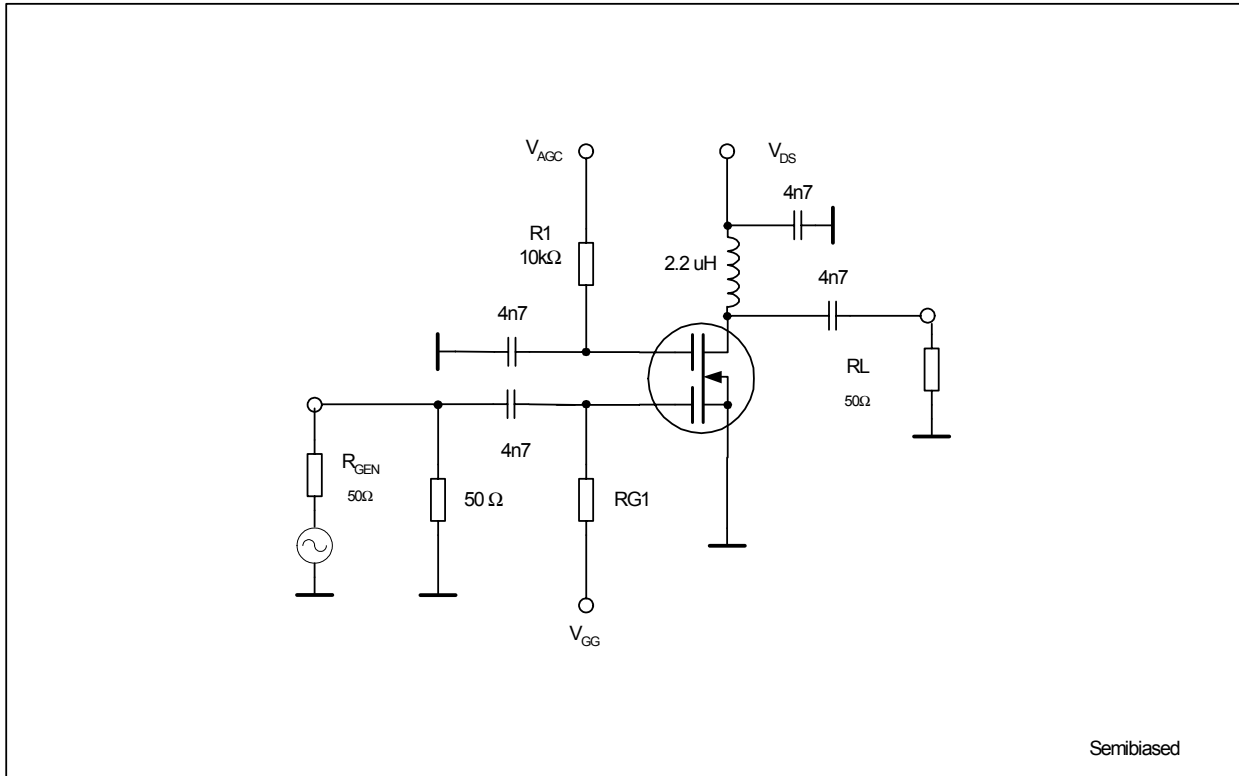 VAGC
VDS
4n7
R1
10kΩ
2.2 uH
4n7
4n7
RL
50Ω
4n7
RGEN
50Ω
50 Ω
RG1
VGG
Semibiased